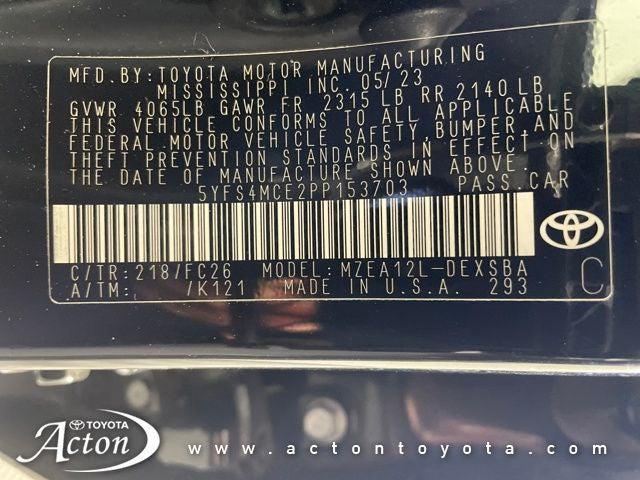 MFD.BY:TOYOTA MOTOR MANUFACTURING
MISSISSIPPI INC.05/23
GVWR 4065LB GAWR FR 2315 LB RR 2140 LB
THIS VEHICLE CONFORMS TO ALL APPLICABLE
FEDERAL MOTOR VEHICLE SAFETY, BUMPER,AND
THEFT PREVENTION STANDARDS IN EFFECT ON
THE DATE OF MANUFACTURE SHOWN ABOVE.
5YFS4MCE2PP153703 PASS.CAR
C/TR:218/FC26 MODEL:MZEA12L-DEXSBA
A/TM: /K121 MADE IN U.S.A. 293
C
TOYOTA
Acton
www.actontoyota.com